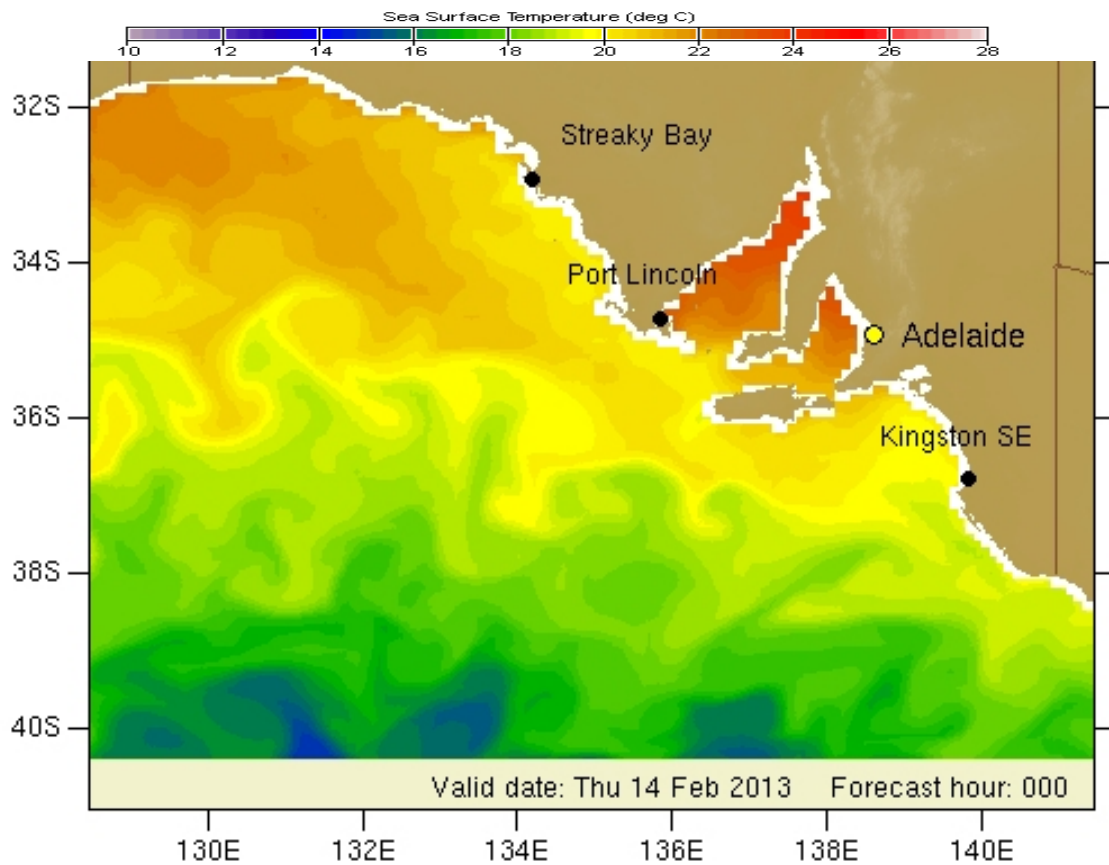 Sea Surface Temperature (deg C)
10 12 14 16 18 20 22 24 26 28
32S
Streaky Bay
34S
Port Lincoln
Adelaide
36S
Kingston SE
38S
40S
Valid date: Thu 14 Feb 2013 Forecast hour: 000
130E 132E 134E 136E 138E 140E